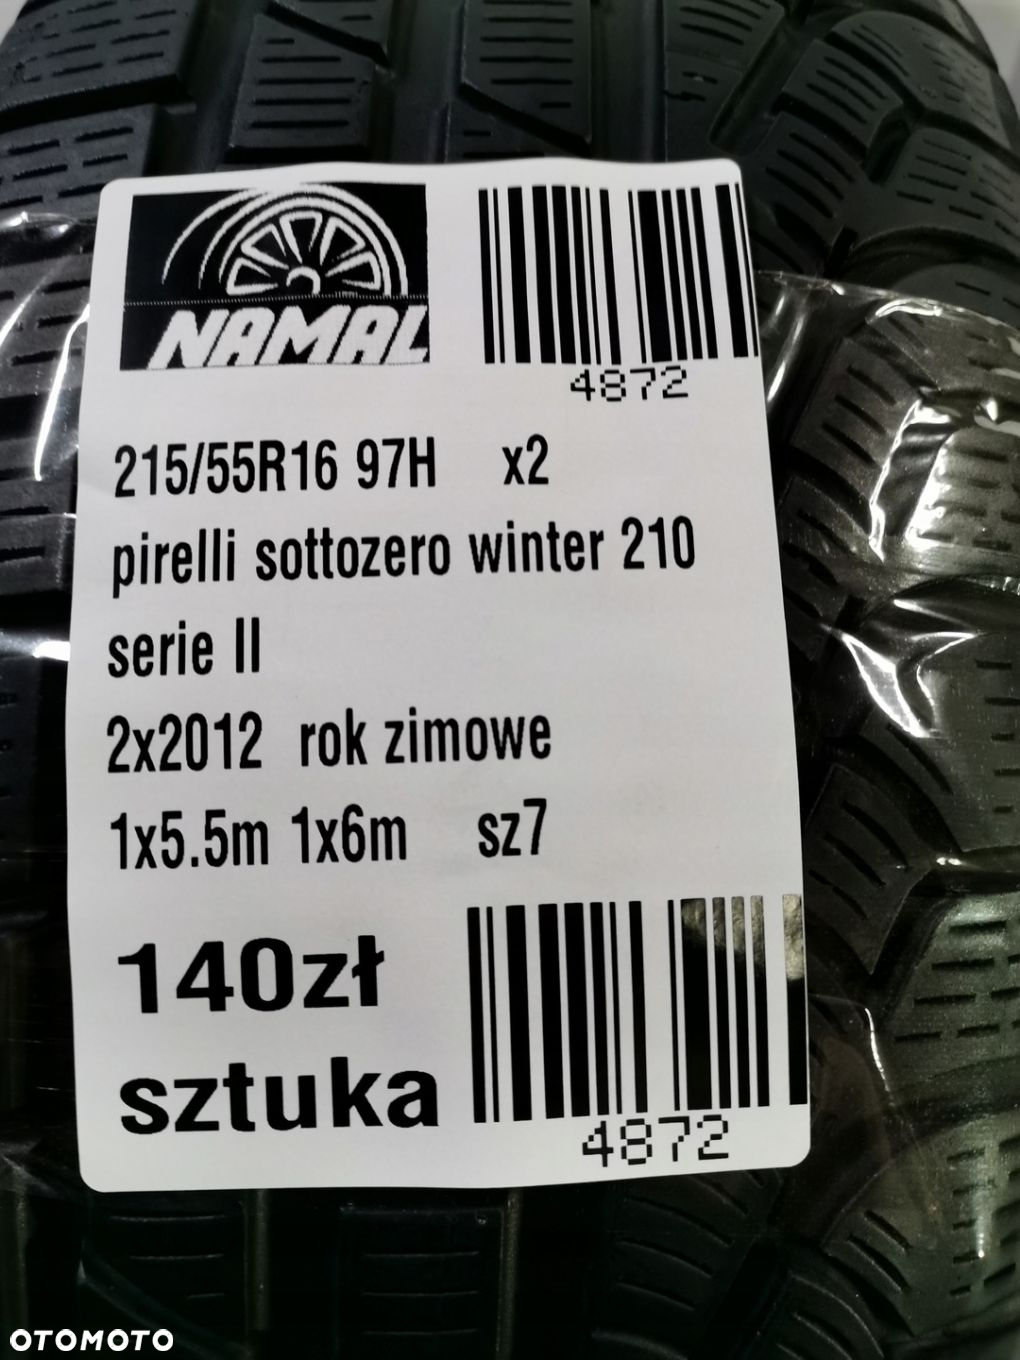 NAMAL
4872
215/55R16 97H x2
pirelli sottozero winter 210
serie II
2x2012 rok zimowe
1x5.5m 1x6m sz7
140zł
sztuka
4872
OTOMOTO